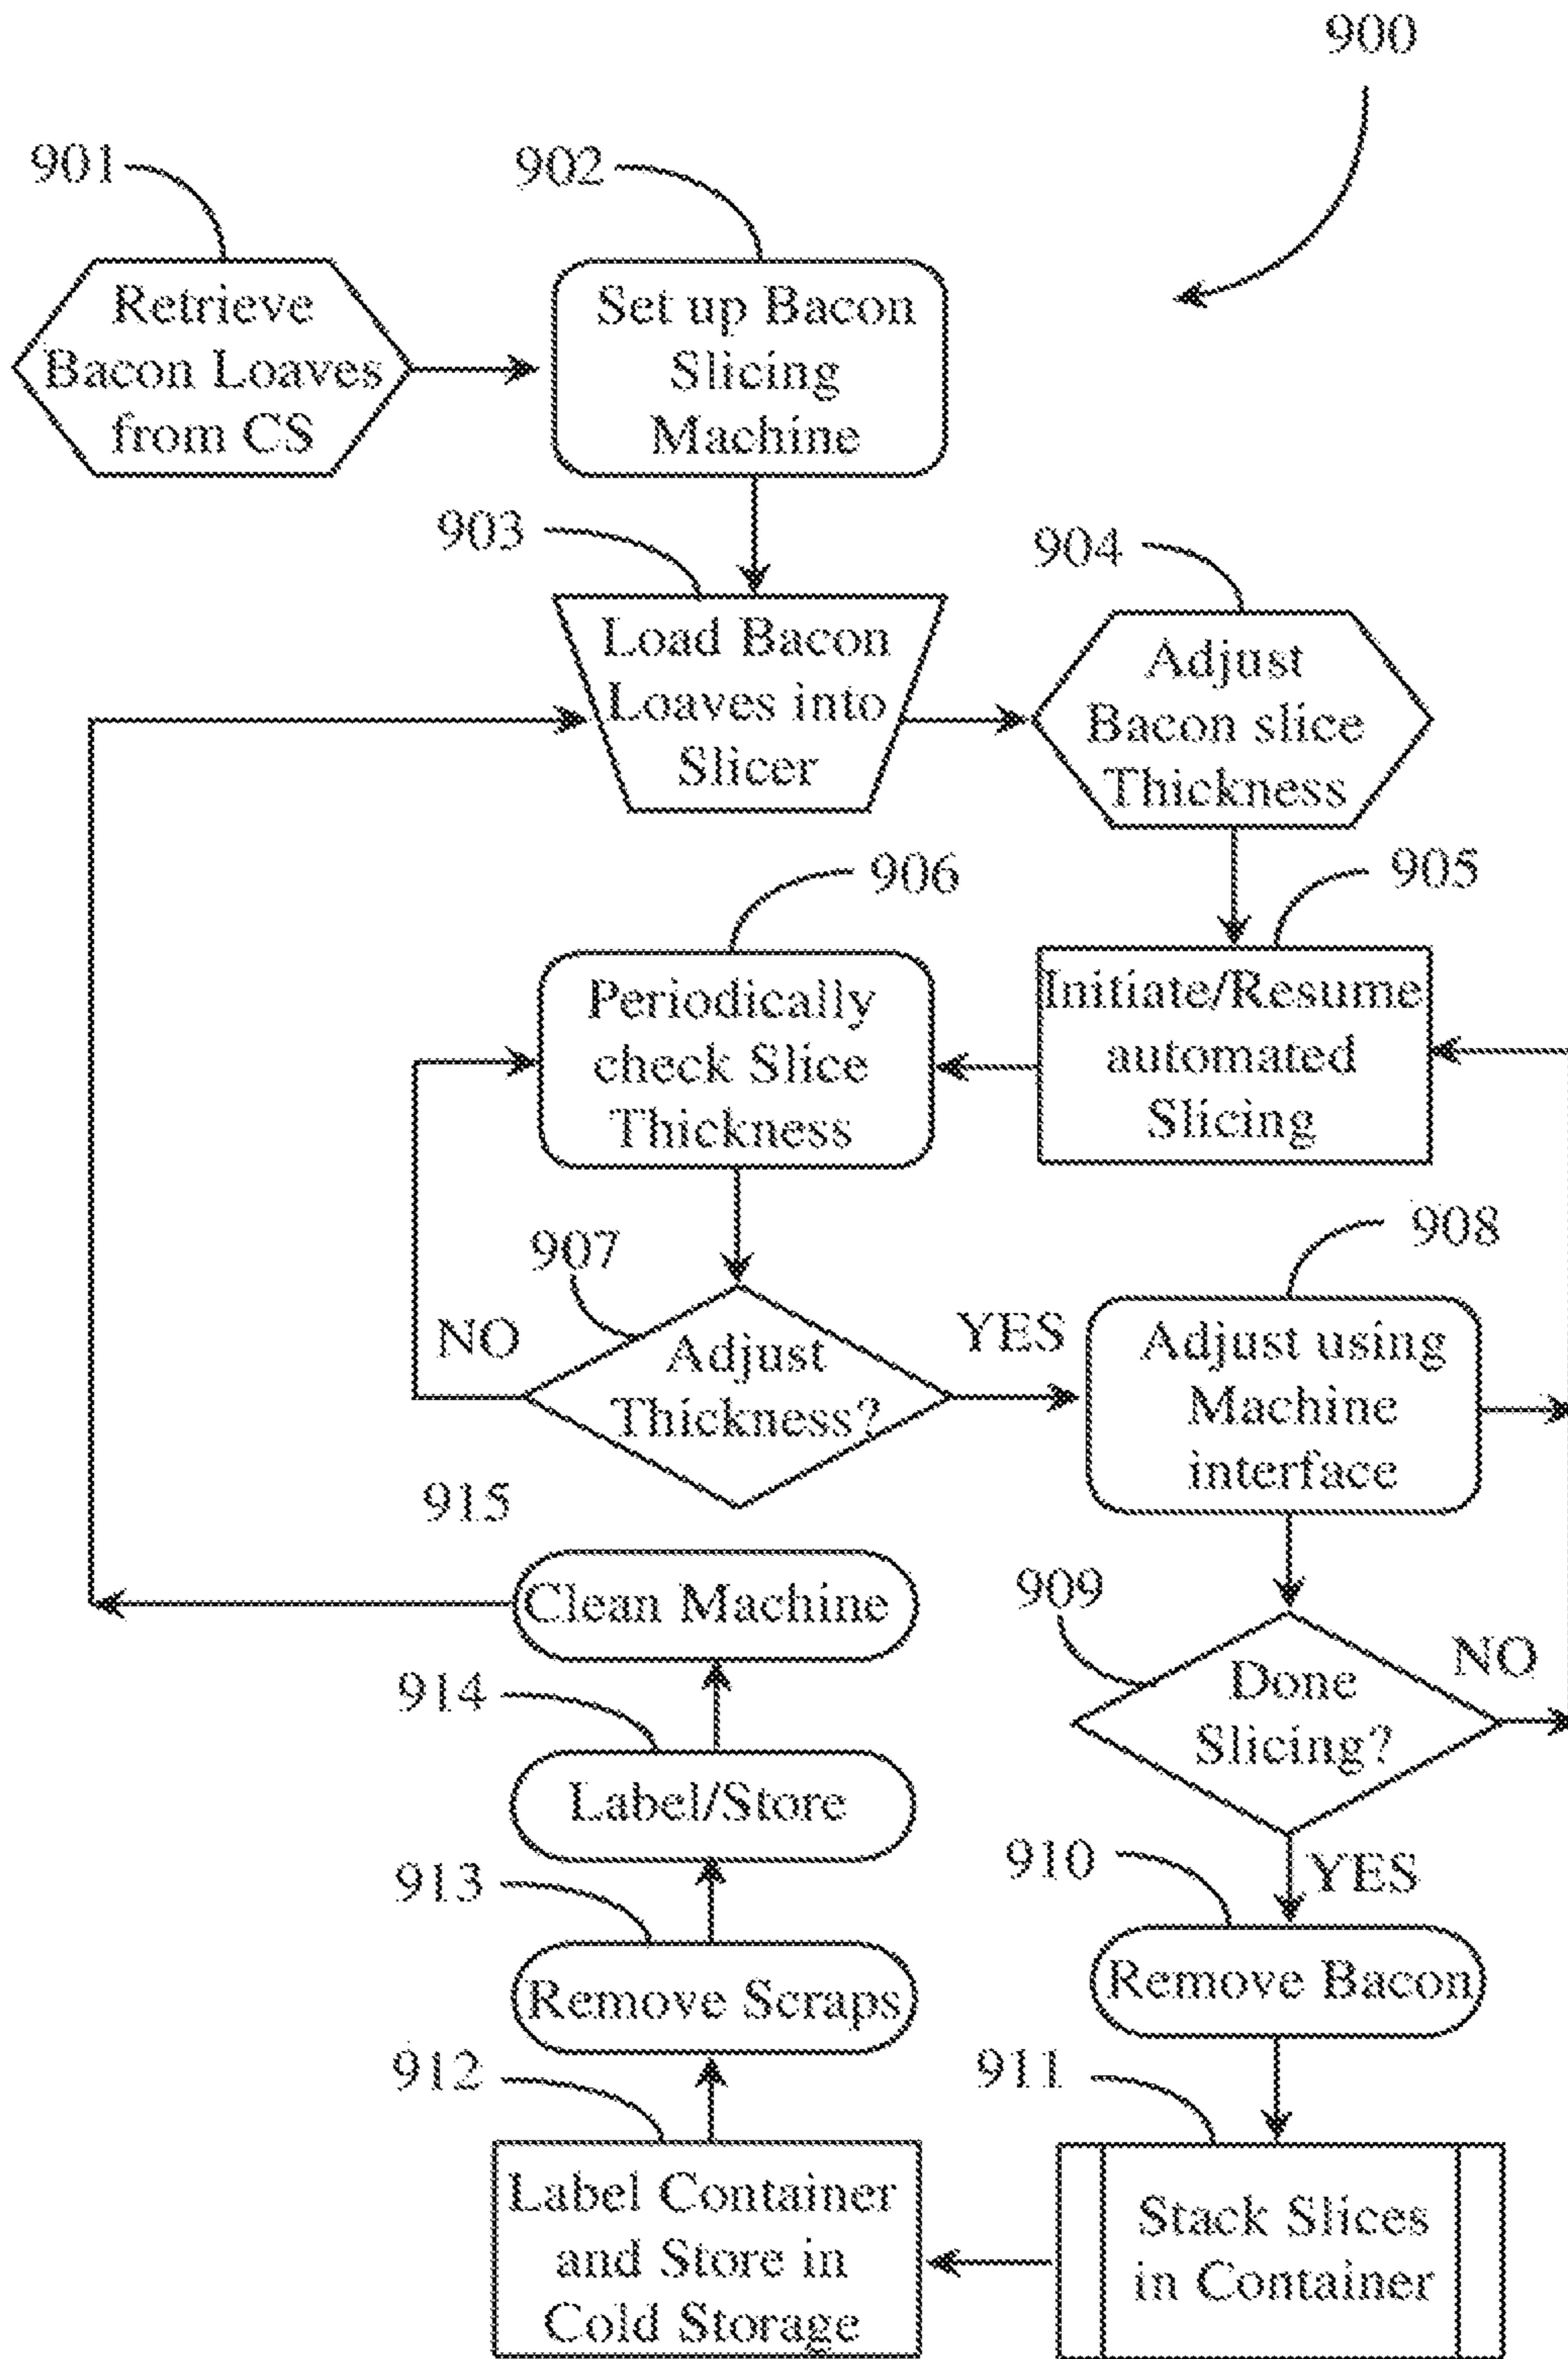 900
901
902
Retrieve
Bacon Loaves
from CS
Set up Bacon
Slicing
Machine
903
904
Load Bacon
Loaves into
Slicer
Adjust
Bacon slice
Thickness
906
905
Periodically
check Slice
Thickness
Initiate/Resume
automated
Slicing
907
908
NO
Adjust
Thickness?
YES
Adjust using
Machine
interface
915
Clean Machine
909
Done
Slicing?
NO
914
Label/Store
910
YES
913
Remove Scraps
Remove Bacon
912
911
Label Container
and Store in
Cold Storage
Stack Slices
in Container